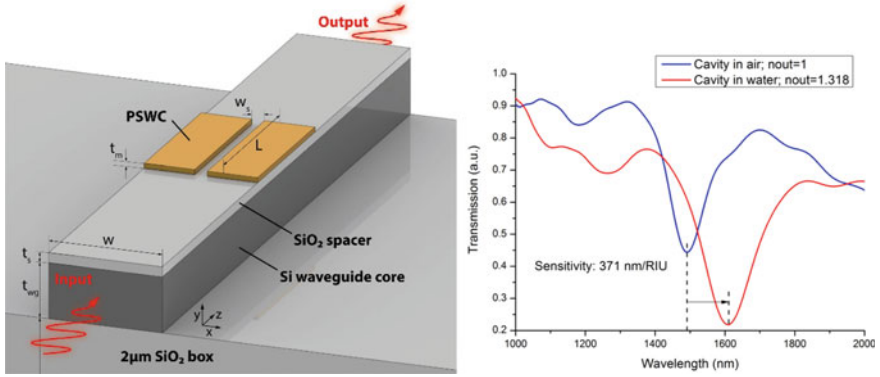 Output
PSWC
w_s
L
t_m
SiO₂ spacer
Si waveguide core
w
t_s
t_wg
Input
y
z
x
2µm SiO₂ box
Cavity in air; nout=1
Cavity in water; nout=1.318
Sensitivity: 371 nm/RIU
Transmission (a.u.)
1.0
0.9
0.8
0.7
0.6
0.5
0.4
0.3
0.2
1000 1200 1400 1600 1800 2000
Wavelength (nm)